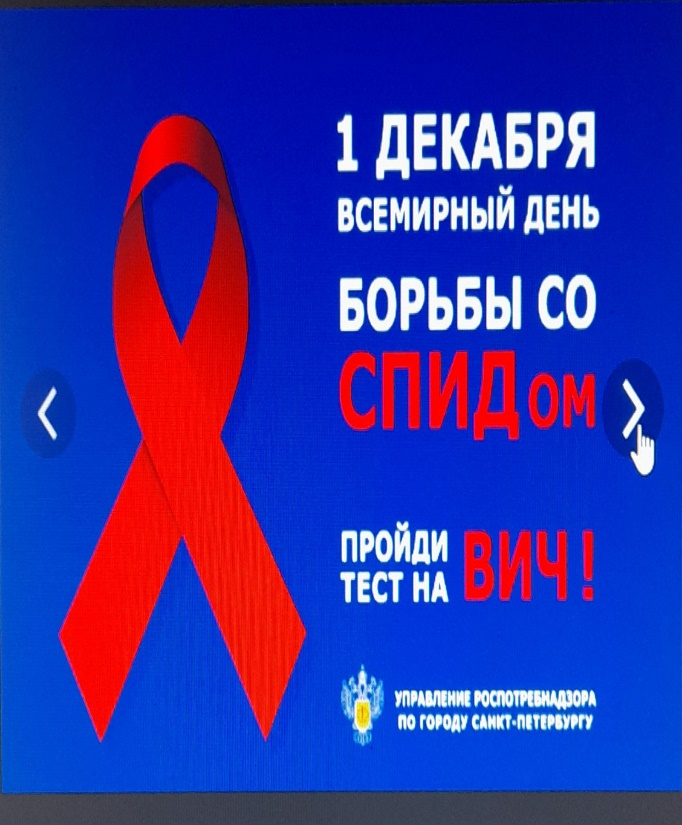 1 ДЕКАБРЯ
ВСЕМИРНЫЙ ДЕНЬ
БОРЬБЫ СО
СПИДом
ПРОЙДИ
ТЕСТ НА ВИЧ!
УПРАВЛЕНИЕ РОСПОТРЕБНАДЗОРА
ПО ГОРОДУ САНКТ-ПЕТЕРБУРГУ